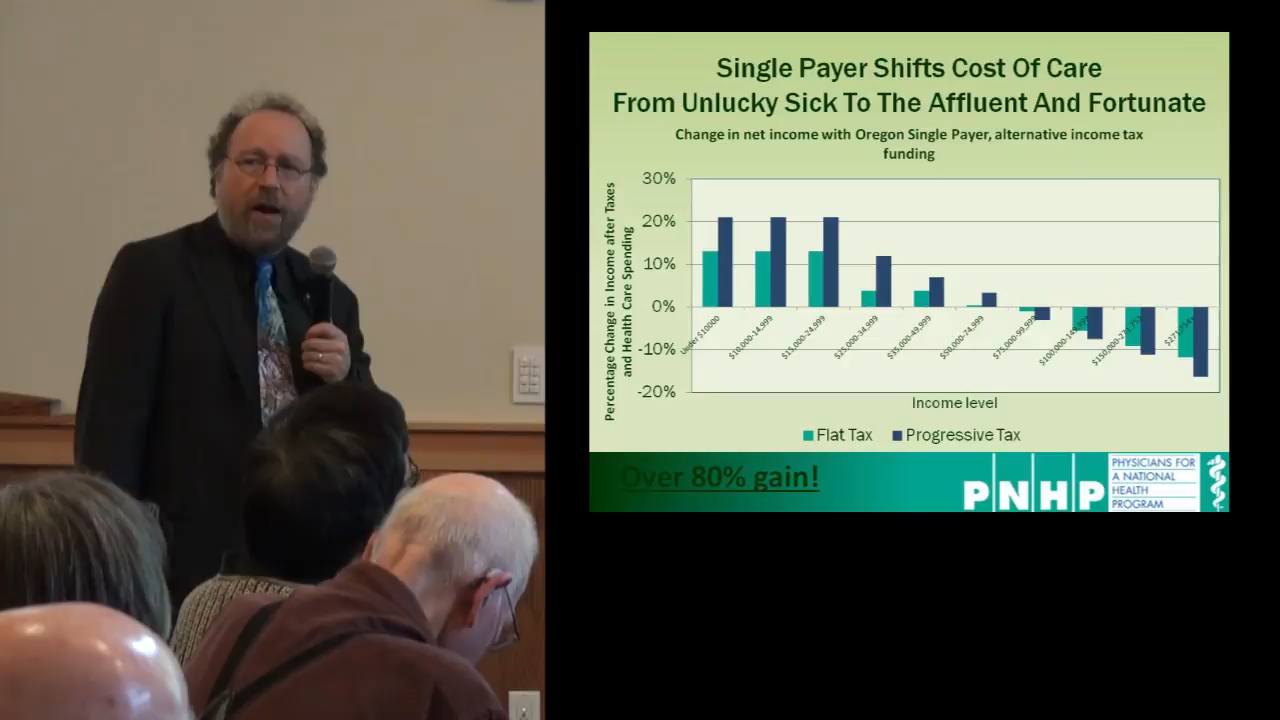 Single Payer Shifts Cost Of Care
From Unlucky Sick To The Affluent And Fortunate
Change in net income with Oregon Single Payer, alternative income tax
funding
Percentage Change in Income after Taxes
and Health Care Spending
30%
20%
10%
0%
-10%
-20%
Under $10000
$10,000-14,999
$15,000-24,999
$25,000-34,999
$35,000-49,999
$50,000-74,999
$75,000-99,999
Income level
Flat Tax
Progressive Tax
Over 80% gain!
PNHP
PHYSICIANS FOR
A NATIONAL
HEALTH
PROGRAM